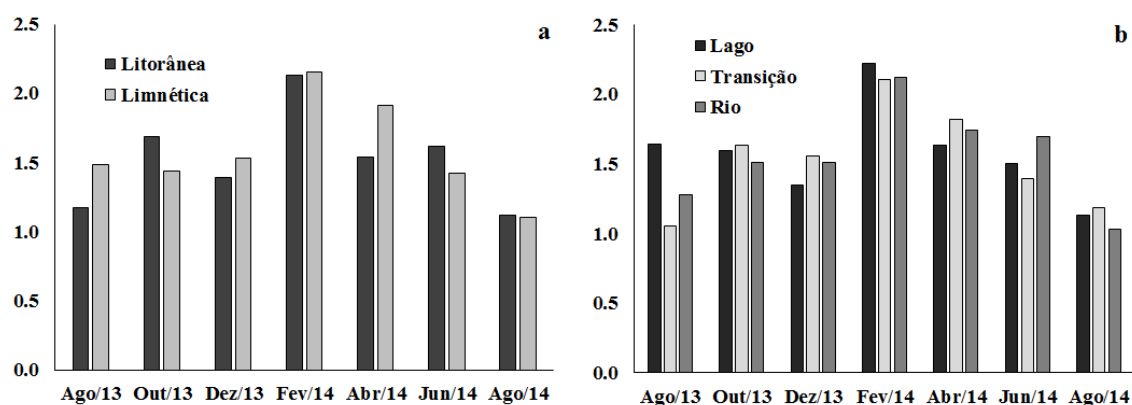 a
2.5
2.0
1.5
1.0
0.5
0.0
Litorânea
Limnética
Ago/13 Out/13 Dez/13 Fev/14 Abr/14 Jun/14 Ago/14
b
2.5
2.0
1.5
1.0
0.5
0.0
Lago
Transição
Rio
Ago/13 Out/13 Dez/13 Fev/14 Abr/14 Jun/14 Ago/14